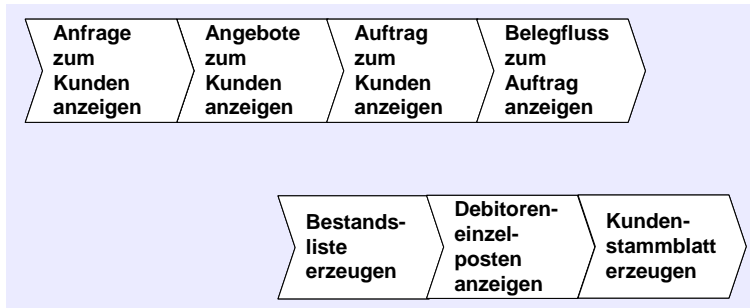 Anfrage
zum
Kunden
anzeigen
Angebote
zum
Kunden
anzeigen
Auftrag
zum
Kunden
anzeigen
Belegfluss
zum
Auftrag
anzeigen
Bestands-
liste
erzeugen
Debitoren-
einzel-
posten
anzeigen
Kunden-
stammblatt
erzeugen